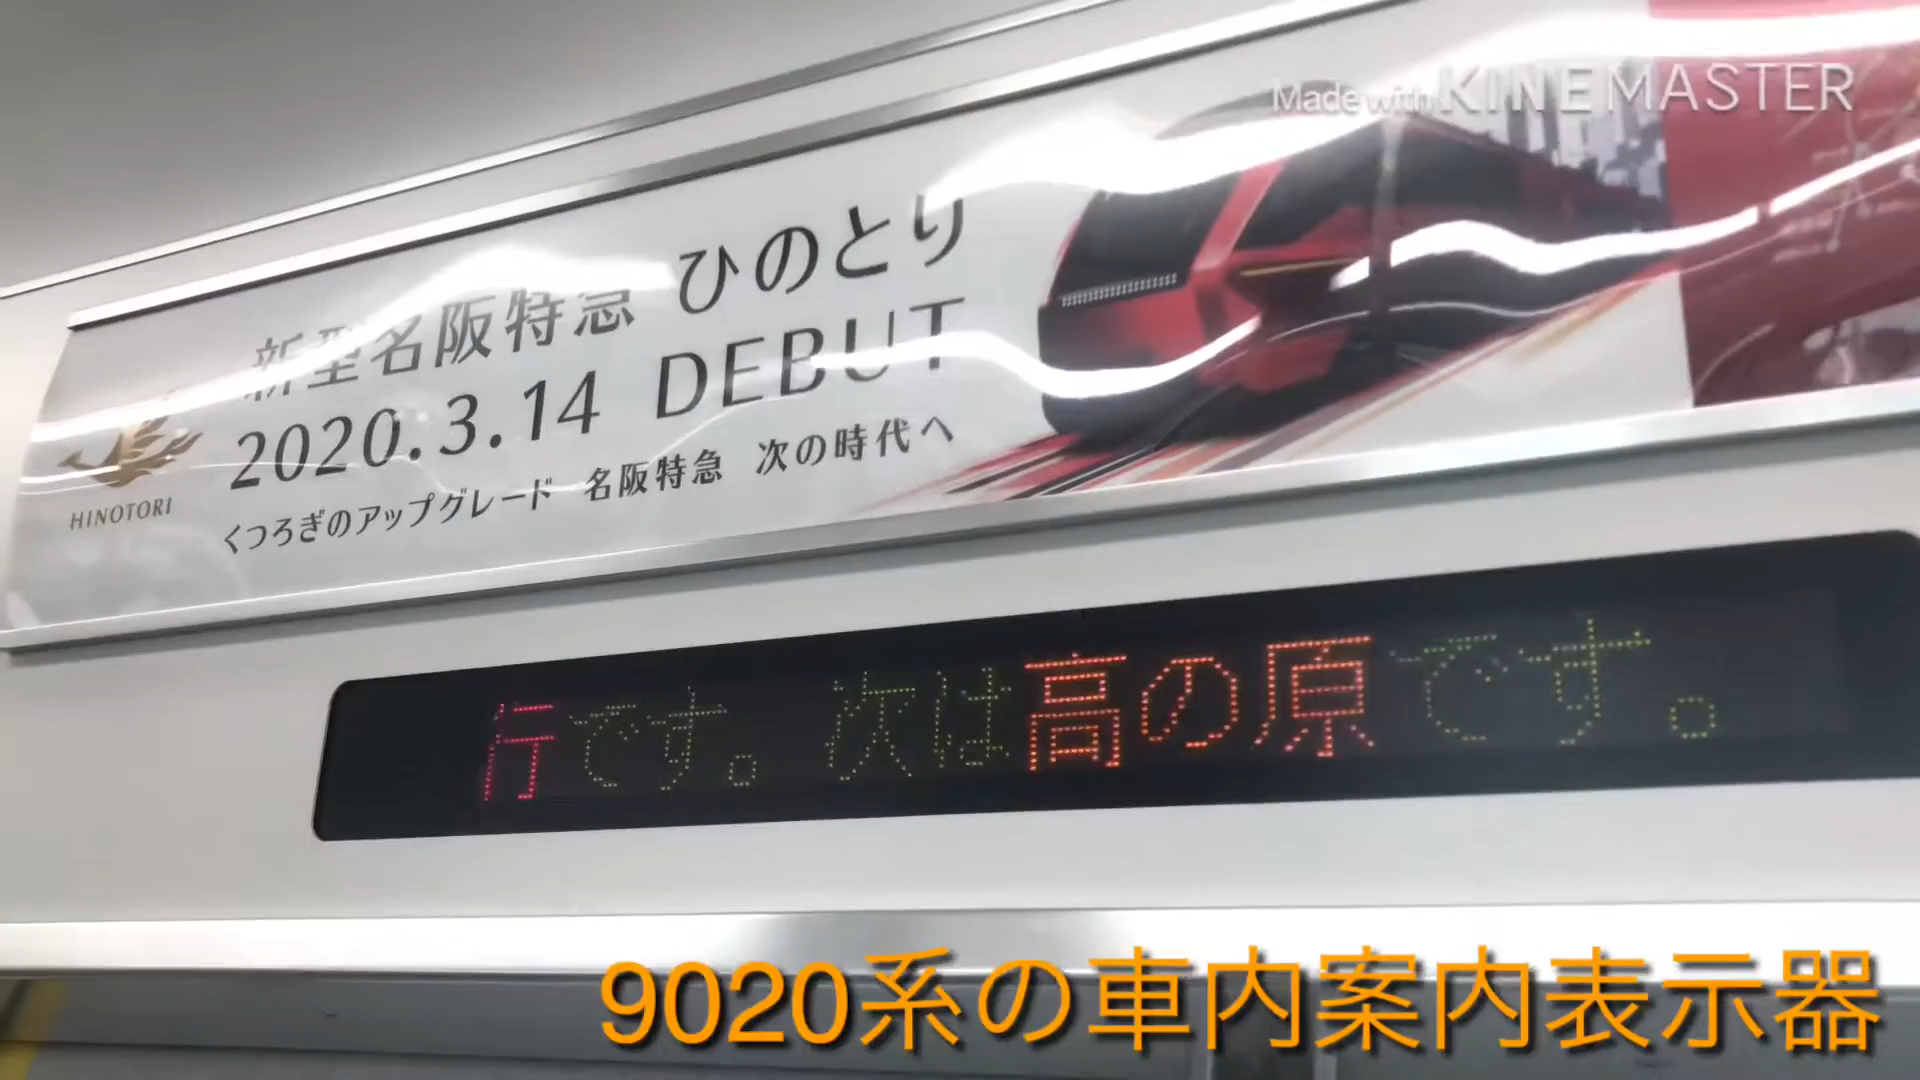 Made with KINEMASTER
新型名阪特急 ひのとり
2020.3.14 DEBUT
くつろぎのアップグレード 名阪特急 次の時代へ
HINOTORI
行です。次は高の原です。
9020系の車内案内表示器